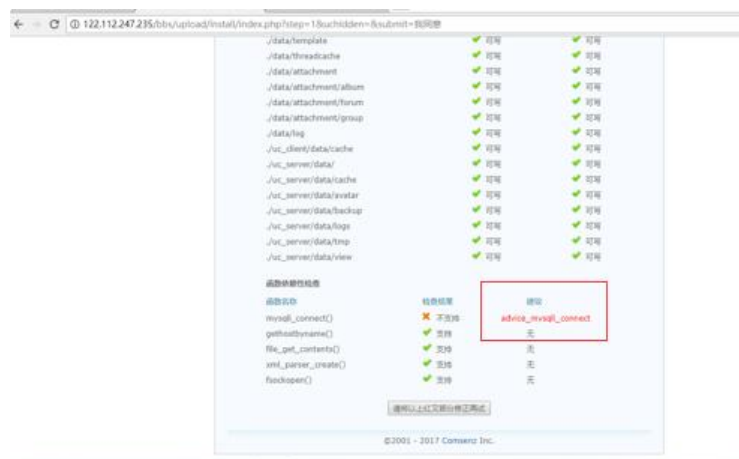 122.112.247.235/bbs/upload/install/index.php?step=1&uchidden=&submit=我同意
./data/template 可写 可写
./data/threadcache 可写 可写
./data/attachment 可写 可写
./data/attachment/album 可写 可写
./data/attachment/forum 可写 可写
./data/attachment/group 可写 可写
./data/log 可写 可写
./uc_client/data/cache 可写 可写
./uc_server/data/ 可写 可写
./uc_server/data/cache 可写 可写
./uc_server/data/avatar 可写 可写
./uc_server/data/backup 可写 可写
./uc_server/data/logs 可写 可写
./uc_server/data/tmp 可写 可写
./uc_server/data/view 可写 可写
函数依赖性检查
函数名称 检查结果 建议
mysqli_connect() 不支持 advice_mysqli_connect
gethostbyname() 支持 无
file_get_contents() 支持 无
xml_parser_create() 支持 无
fsockopen() 支持 无
请将以上红叉部分修正再试
©2001 - 2017 Comsenz Inc.